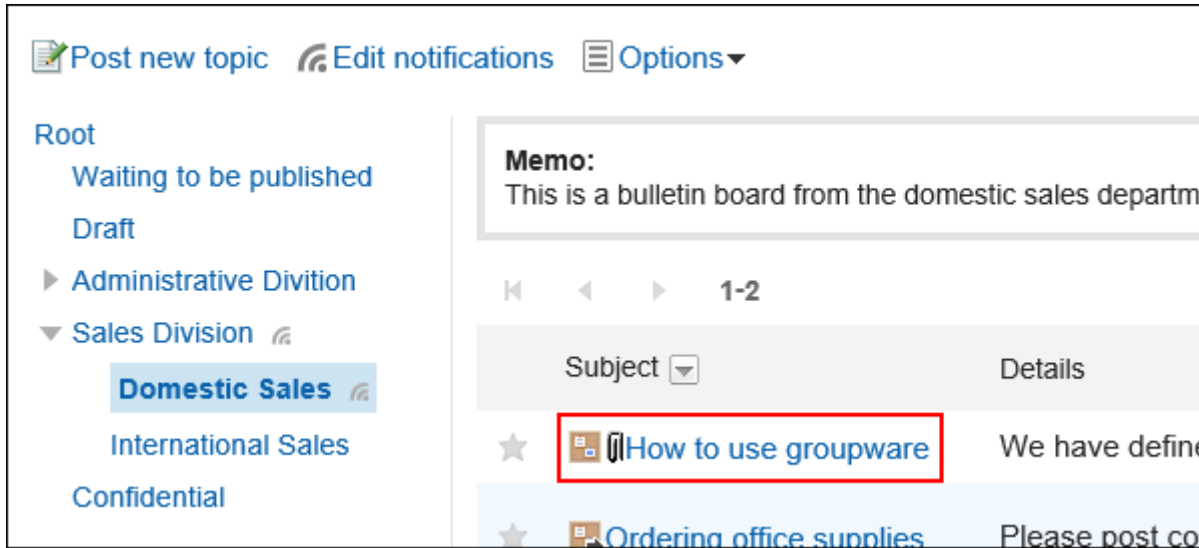 Post new topic Edit notifications Options
Root
Waiting to be published
Draft
Administrative Divition
Sales Division
Domestic Sales
International Sales
Confidential
Memo:
This is a bulletin board from the domestic sales departm
1-2
Subject Details
How to use groupware We have define
Ordering office supplies Please post co